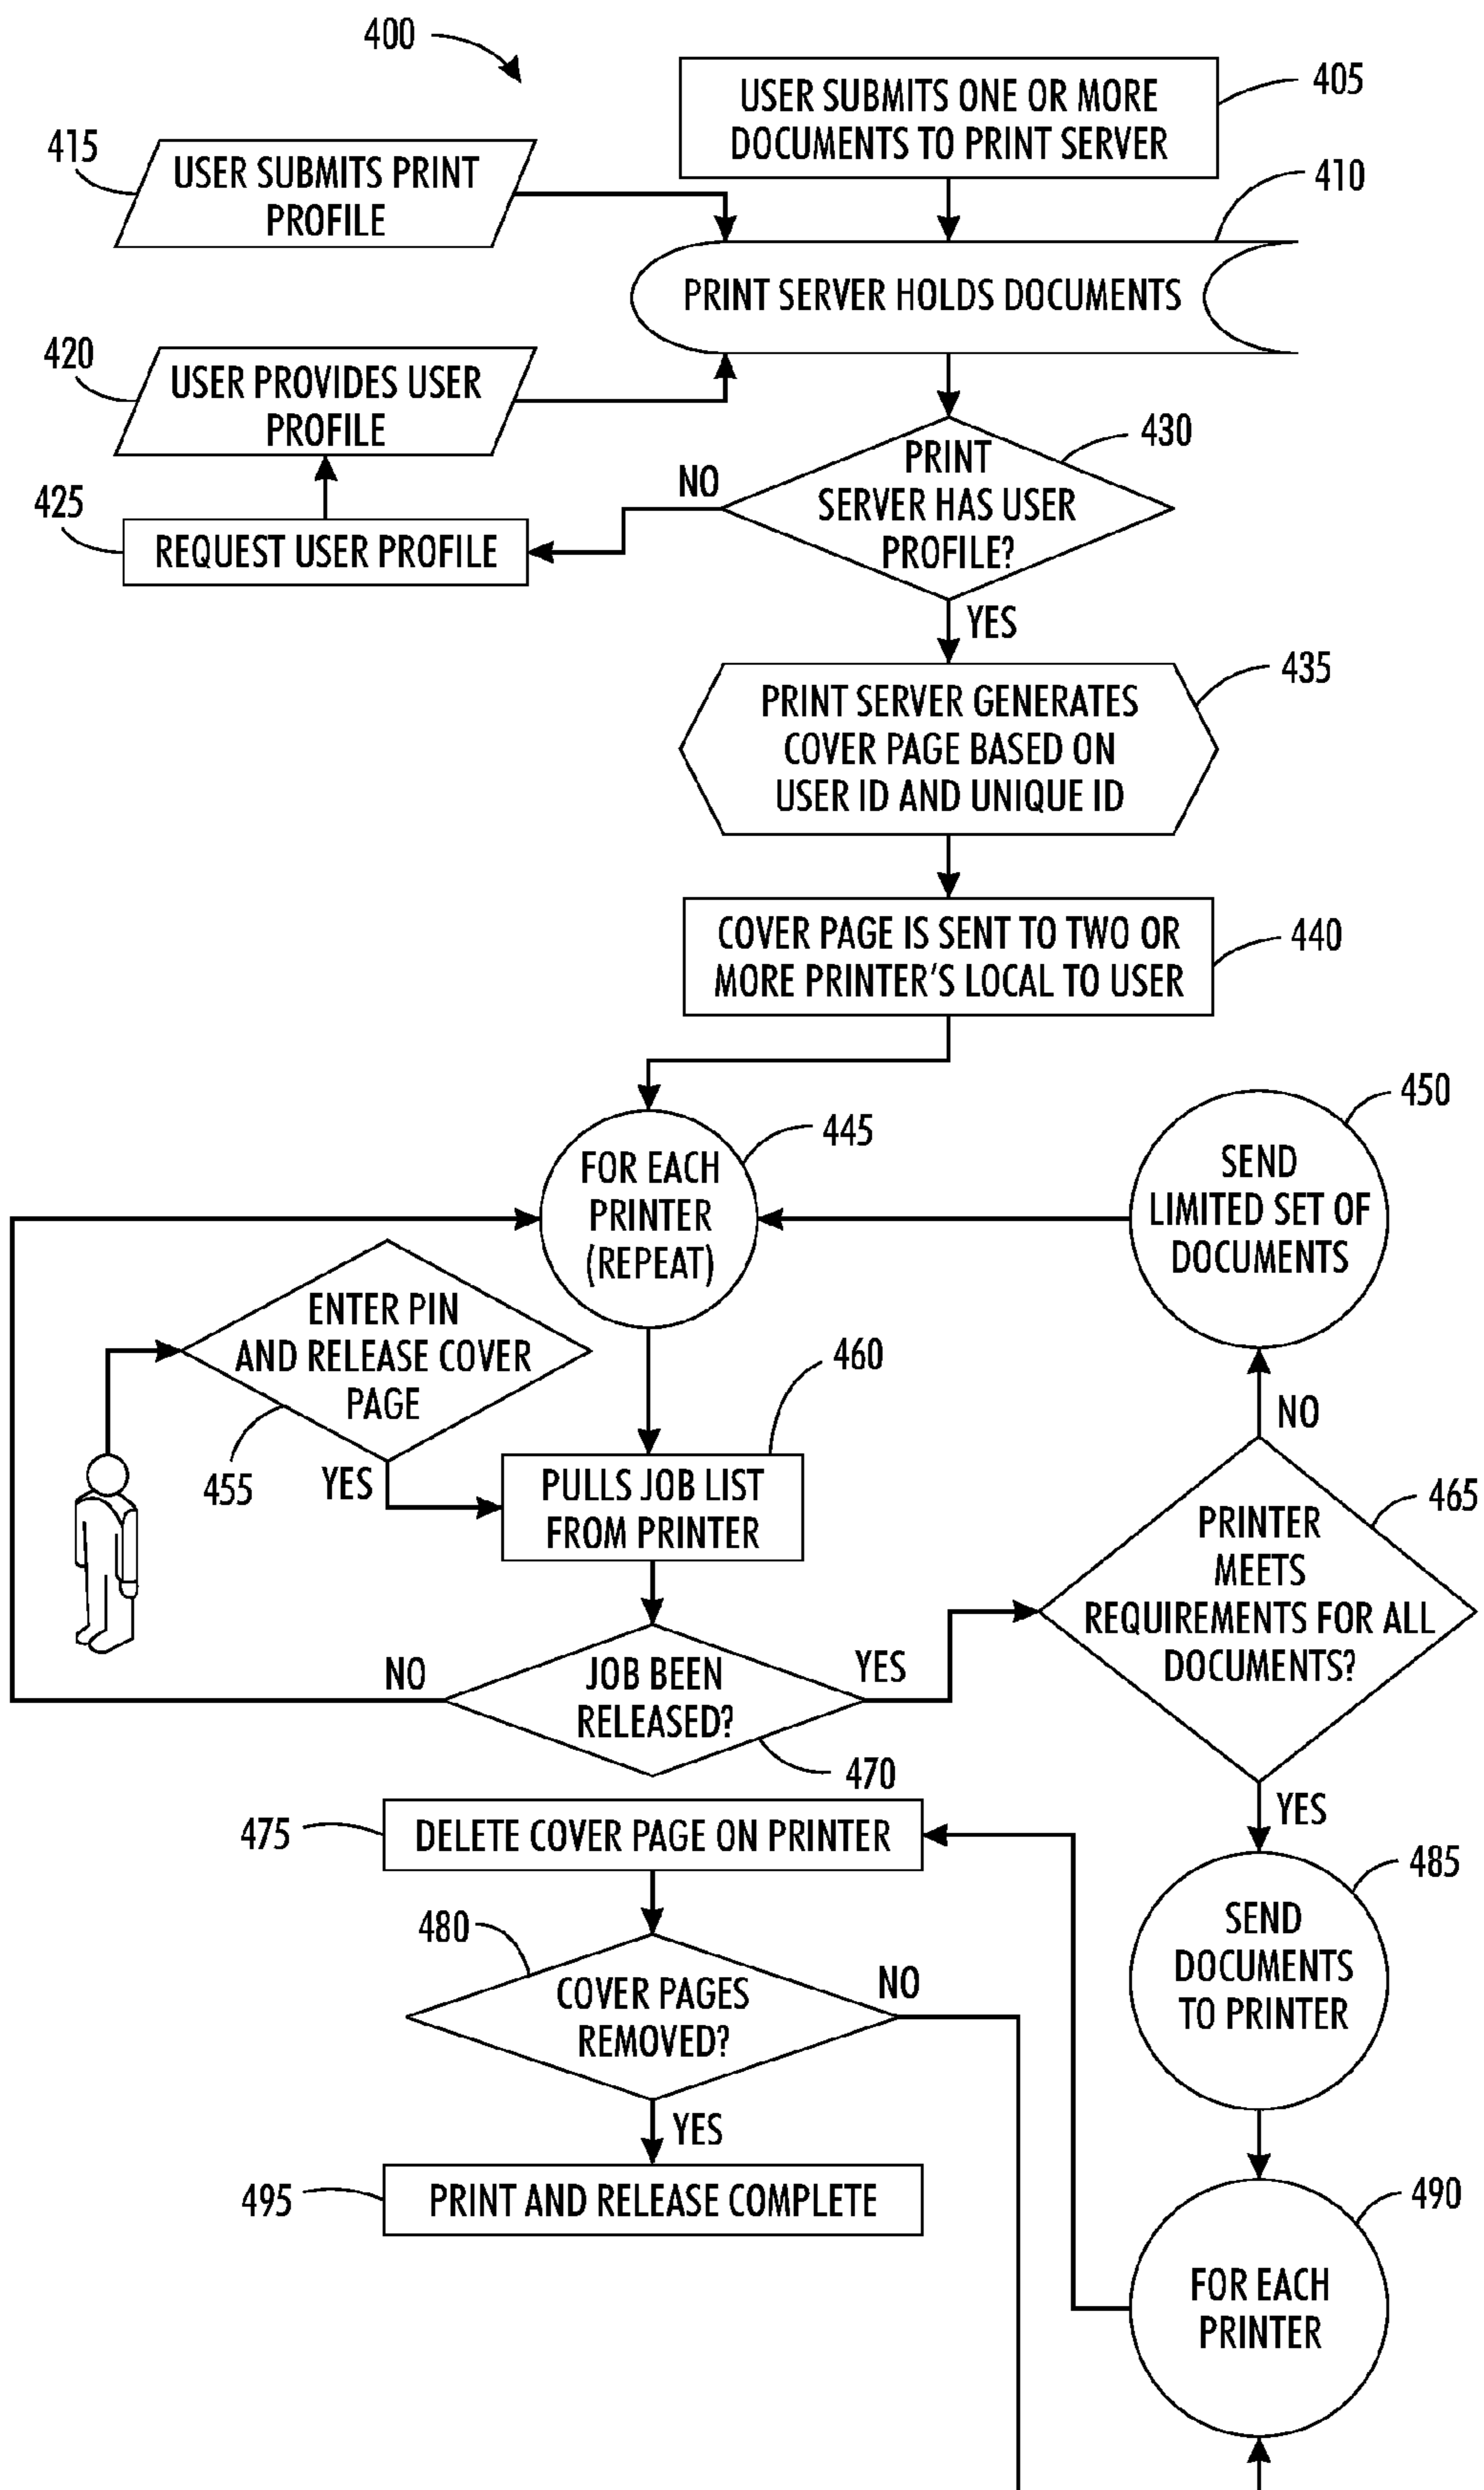 400
USER SUBMITS ONE OR MORE
DOCUMENTS TO PRINT SERVER
405
415
USER SUBMITS PRINT
PROFILE
410
PRINT SERVER HOLDS DOCUMENTS
420
USER PROVIDES USER
PROFILE
430
PRINT
SERVER HAS USER
PROFILE?
NO
425
REQUEST USER PROFILE
YES
435
PRINT SERVER GENERATES
COVER PAGE BASED ON
USER ID AND UNIQUE ID
COVER PAGE IS SENT TO TWO OR
MORE PRINTER'S LOCAL TO USER
440
445
FOR EACH
PRINTER
(REPEAT)
450
SEND
LIMITED SET OF
DOCUMENTS
ENTER PIN
AND RELEASE COVER
PAGE
455
YES
460
PULLS JOB LIST
FROM PRINTER
NO
465
PRINTER
MEETS
REQUIREMENTS FOR ALL
DOCUMENTS?
NO
JOB BEEN
RELEASED?
YES
470
YES
475
DELETE COVER PAGE ON PRINTER
485
SEND
DOCUMENTS
TO PRINTER
480
COVER PAGES
REMOVED?
NO
YES
495
PRINT AND RELEASE COMPLETE
490
FOR EACH
PRINTER